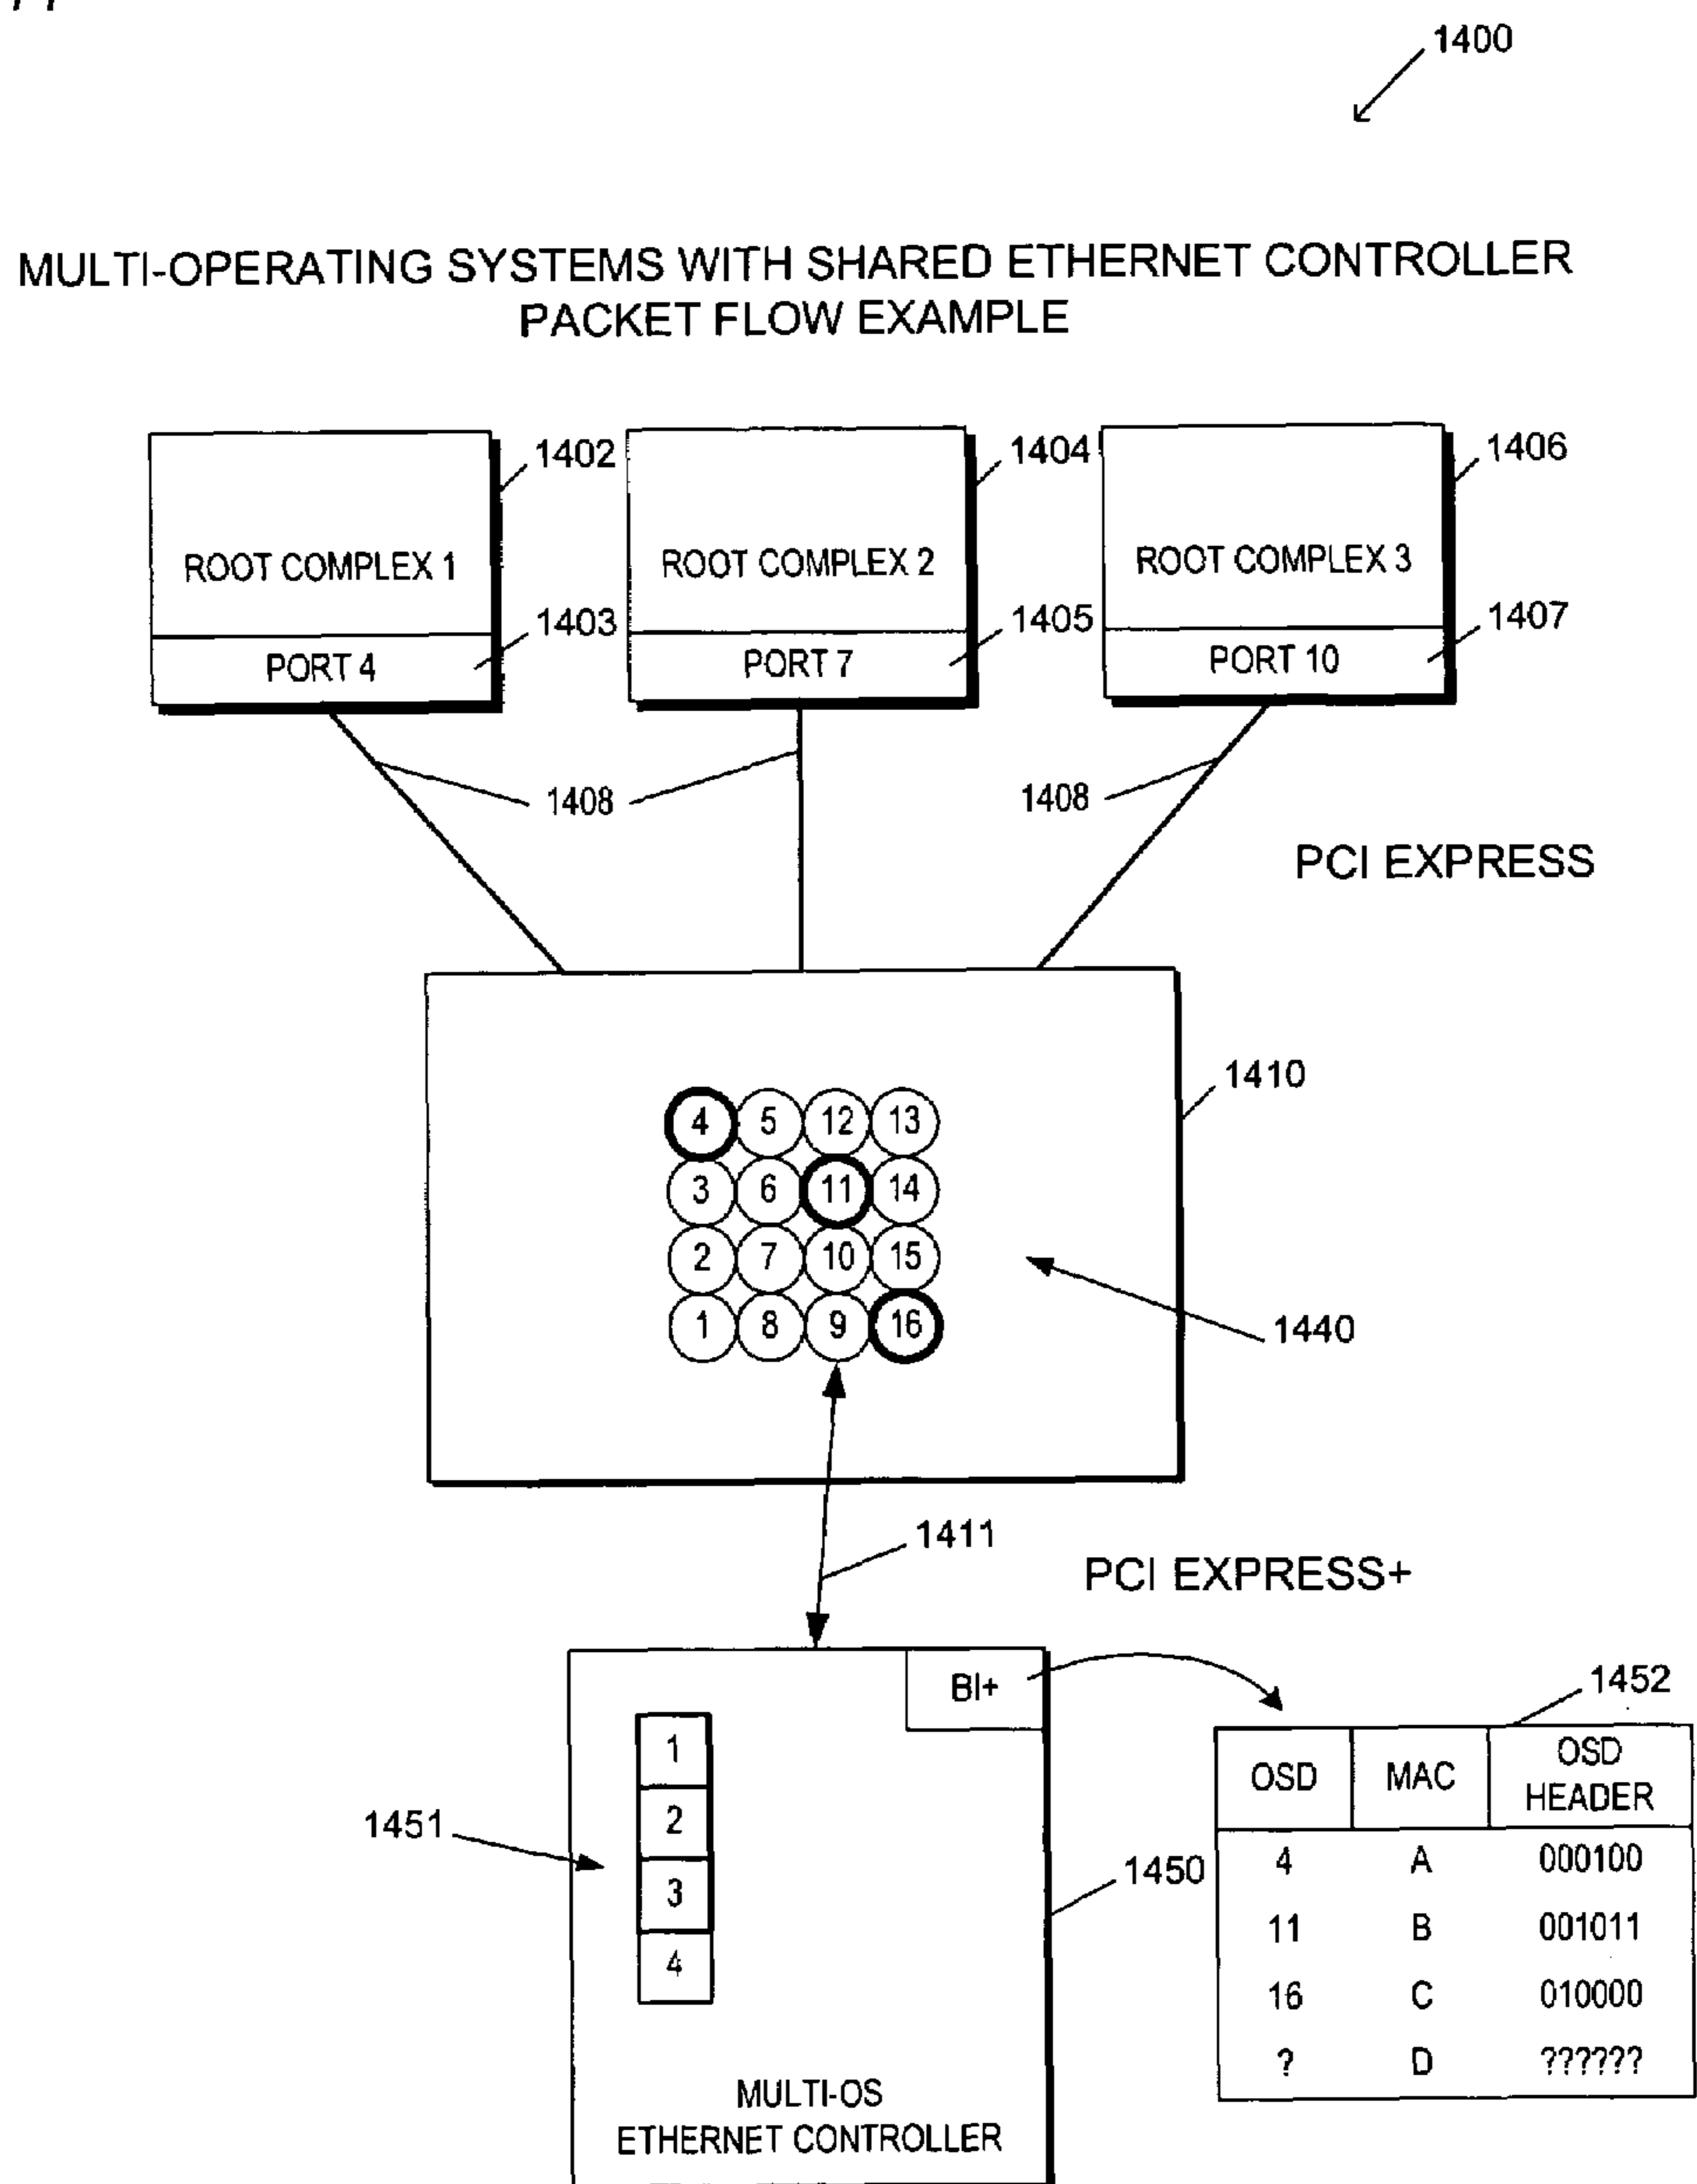 1400
MULTI-OPERATING SYSTEMS WITH SHARED ETHERNET CONTROLLER
PACKET FLOW EXAMPLE
1402
1404
1406
ROOT COMPLEX 1
ROOT COMPLEX 2
ROOT COMPLEX 3
1403
1405
1407
PORT 4
PORT 7
PORT 10
1408
1408
PCI EXPRESS
1410
4 5 12 13
3 6 11 14
2 7 10 15
1 8 9 16
1440
1411
PCI EXPRESS+
BI+
1452
OSD MAC OSD HEADER
4 A 000100
11 B 001011
16 C 010000
? D ??????
1451
1
2
3
4
1450
MULTI-OS
ETHERNET CONTROLLER